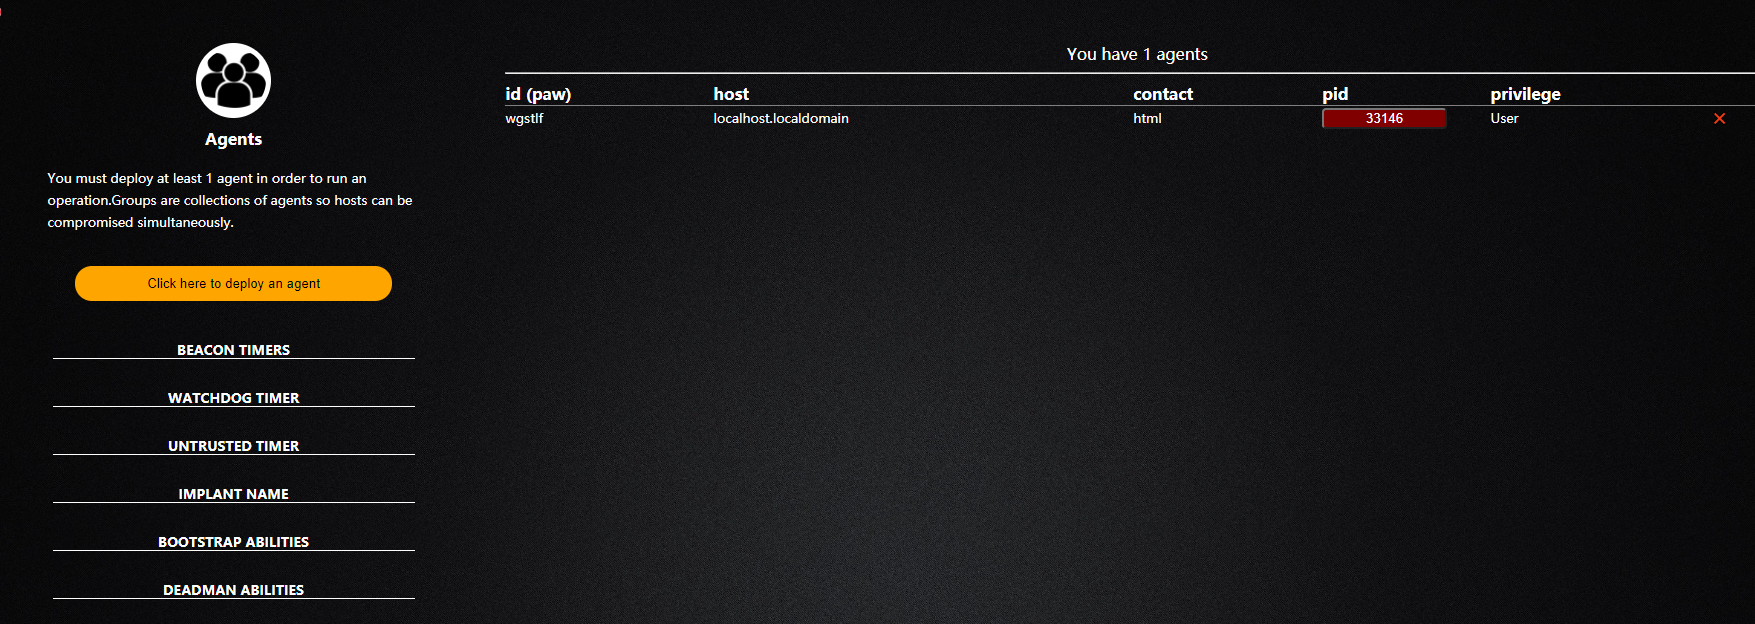 Agents
You must deploy at least 1 agent in order to run an
operation.Groups are collections of agents so hosts can be
compromised simultaneously.
Click here to deploy an agent
BEACON TIMERS
WATCHDOG TIMER
UNTRUSTED TIMER
IMPLANT NAME
BOOTSTRAP ABILITIES
DEADMAN ABILITIES
You have 1 agents
id (paw) host contact pid privilege
wgstlf localhost.localdomain html 33146 User